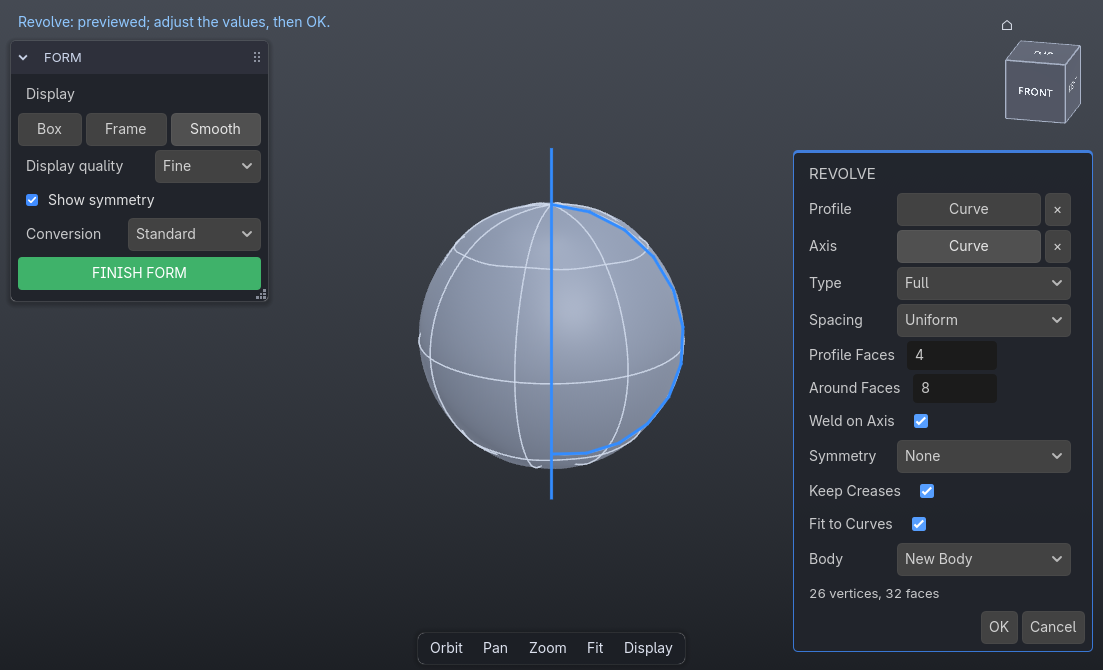 Revolve: previewed; adjust the values, then OK.
FORM
Display
Box Frame Smooth
Display quality Fine
Show symmetry
Conversion Standard
FINISH FORM
FRONT
REVOLVE
Profile Curve ×
Axis Curve ×
Type Full
Spacing Uniform
Profile Faces 4
Around Faces 8
Weld on Axis
Symmetry None
Keep Creases
Fit to Curves
Body New Body
26 vertices, 32 faces
OK Cancel
Orbit Pan Zoom Fit Display